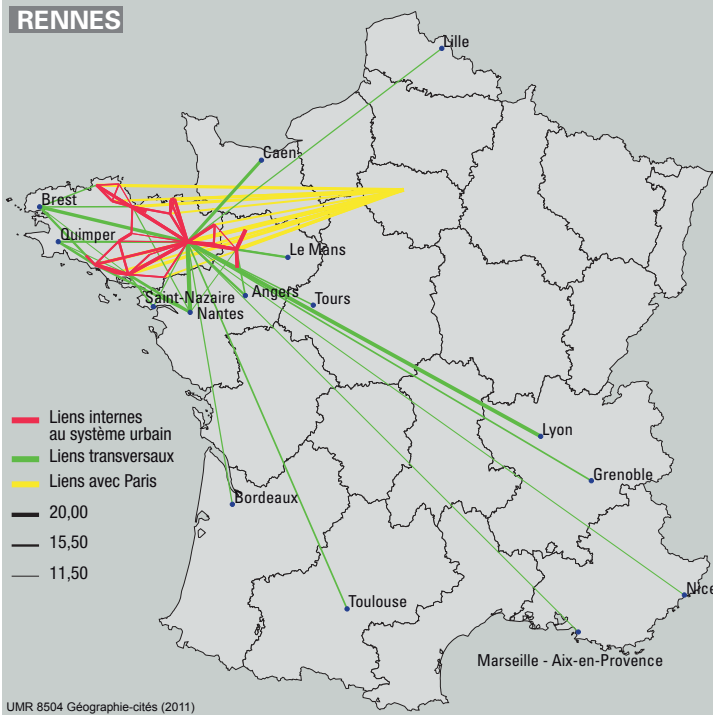 RENNES
Lille
Caen
Brest
Quimper
Le Mans
Saint-Nazaire
Angers
Tours
Nantes
Liens internes
au système urbain
Liens transversaux
Liens avec Paris
20,00
15,50
11,50
Lyon
Grenoble
Bordeaux
Toulouse
Nice
Marseille - Aix-en-Provence
UMR 8504 Géographie-cités (2011)